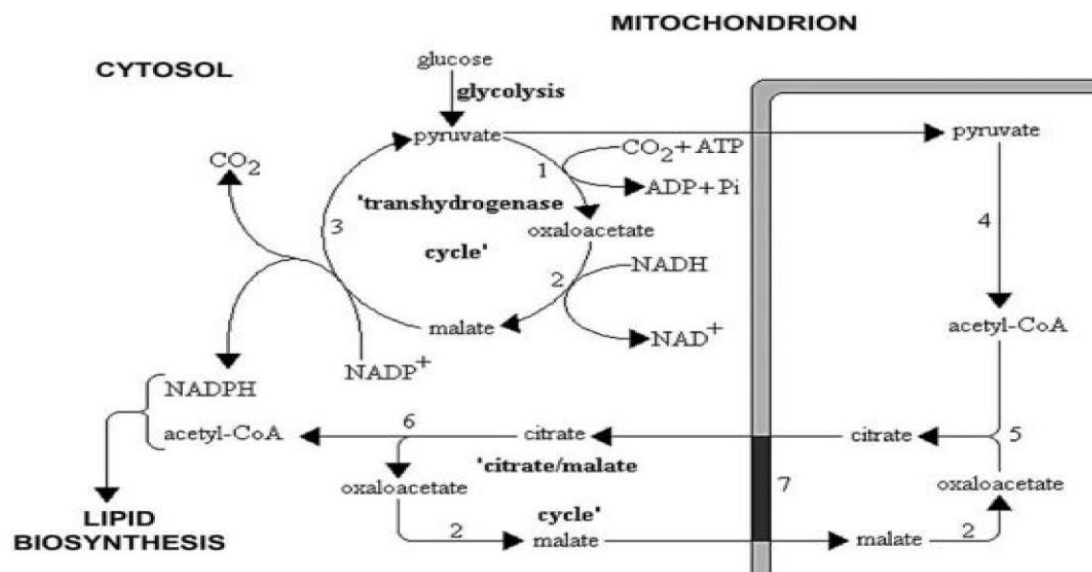 MITOCHONDRION
CYTOSOL
glucose
glycolysis
pyruvate
pyruvate
CO2
CO2 + ATP
1
ADP + Pi
'transhydrogenase
3
4
oxaloacetate
cycle'
NADH
2
malate
NAD+
acetyl-CoA
NADP+
NADPH
6
acetyl-CoA
citrate
citrate
5
'citrate/malate
7
oxaloacetate
oxaloacetate
cycle'
LIPID
BIOSYNTHESIS
2
malate
malate
2